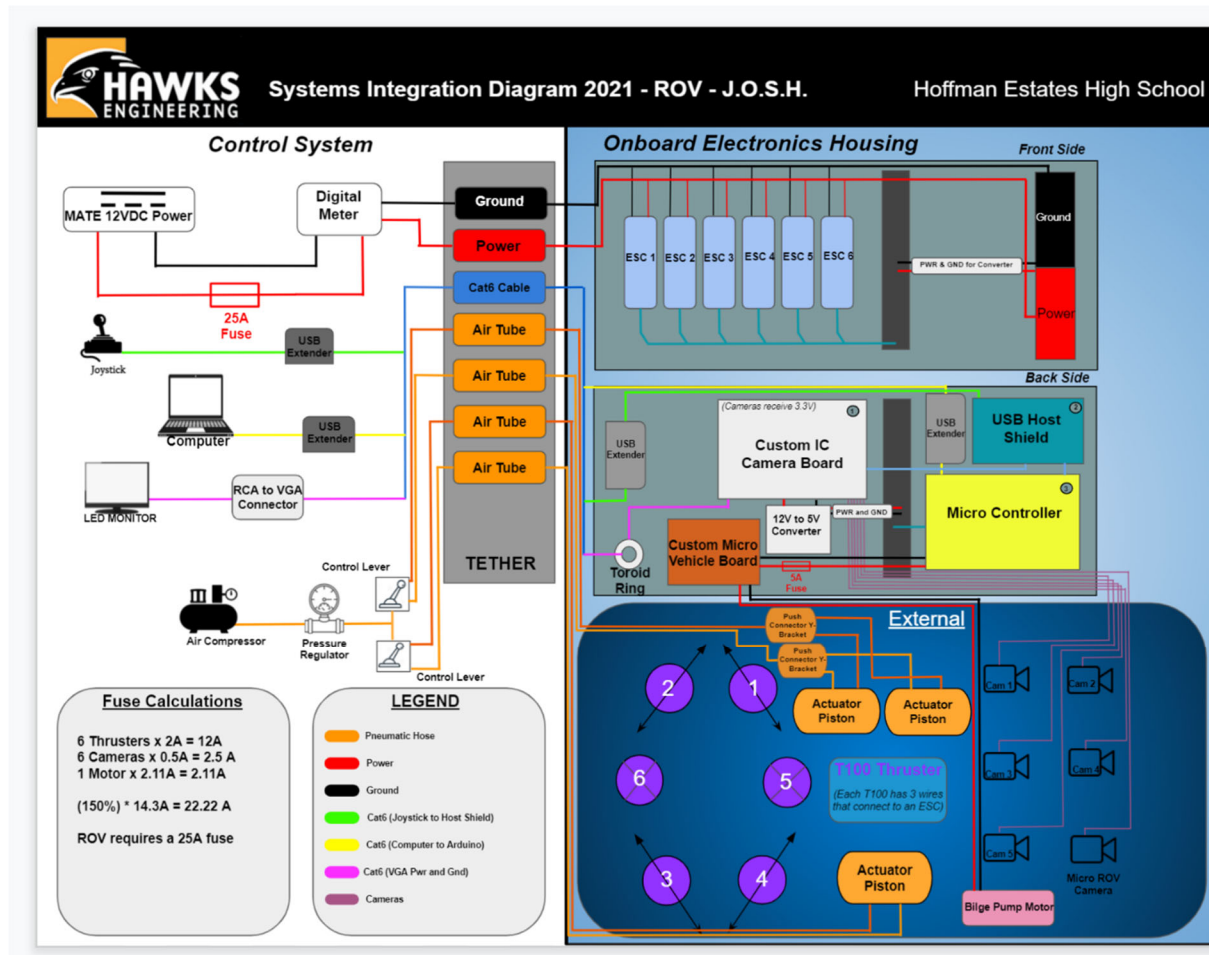 HAWKS
ENGINEERING
Systems Integration Diagram 2021 - ROV - J.O.S.H.
Hoffman Estates High School
Control System
MATE 12VDC Power
Digital
Meter
25A
Fuse
Joystick
USB
Extender
Computer
USB
Extender
LED MONITOR
RCA to VGA
Connector
Control Lever
Air Compressor
Pressure
Regulator
Control Lever
Ground
Power
Cat6 Cable
Air Tube
Air Tube
Air Tube
Air Tube
TETHER
Fuse Calculations
6 Thrusters x 2A = 12A
6 Cameras x 0.5A = 2.5 A
1 Motor x 2.11A = 2.11A
(150%) * 14.3A = 22.22 A
ROV requires a 25A fuse
LEGEND
Pneumatic Hose
Power
Ground
Cat6 (Joystick to Host Shield)
Cat6 (Computer to Arduino)
Cat6 (VGA Pwr and Gnd)
Cameras
Onboard Electronics Housing
Front Side
ESC 1
ESC 2
ESC 3
ESC 4
ESC 5
ESC 6
PWR & GND for Converter
Ground
Power
Back Side
USB
Extender
(Cameras receive 3.3V)
1
Custom IC
Camera Board
USB
Extender
2
USB Host
Shield
3
Micro Controller
12V to 5V
Converter
PWR and GND
Custom Micro
Vehicle Board
5A
Fuse
Toroid
Ring
External
Push
Connector Y-
Bracket
Push
Connector Y-
Bracket
2
1
6
5
3
4
Actuator
Piston
Actuator
Piston
T100 Thruster
(Each T100 has 3 wires
that connect to an ESC)
Actuator
Piston
Cam 1
Cam 2
Cam 3
Cam 4
Cam 5
Micro ROV
Camera
Bilge Pump Motor